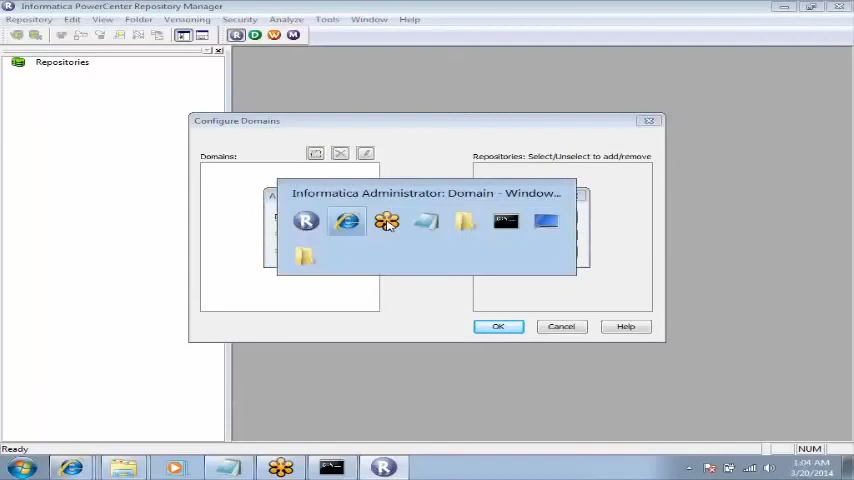 Informatica PowerCenter Repository Manager
Repository Edit View Folder Versioning Security Analyze Tools Window Help
R D W M
Repositories
Configure Domains
Domains:
Repositories: Select/Unselect to add/remove
Informatica Administrator: Domain - Window...
R
C:\.
OK Cancel Help
Ready
NUM
C:\.
R
1:04 AM
3/20/2014